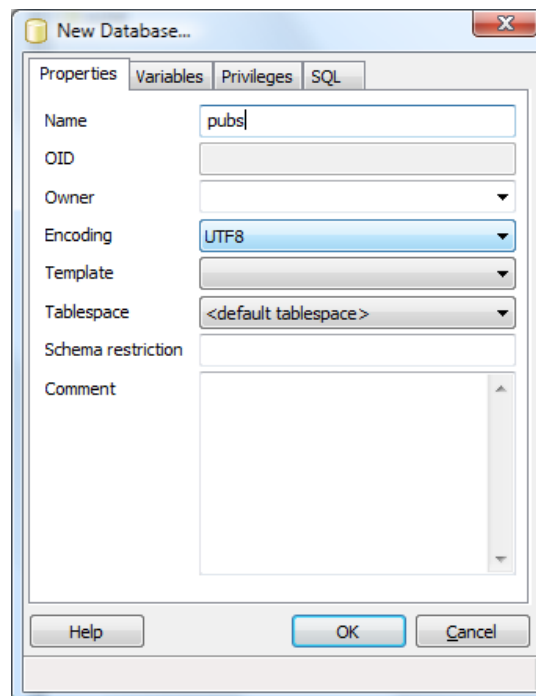 New Database...
Properties Variables Privileges SQL
Name pubs
OID
Owner
Encoding UTF8
Template
Tablespace <default tablespace>
Schema restriction
Comment
Help OK Cancel